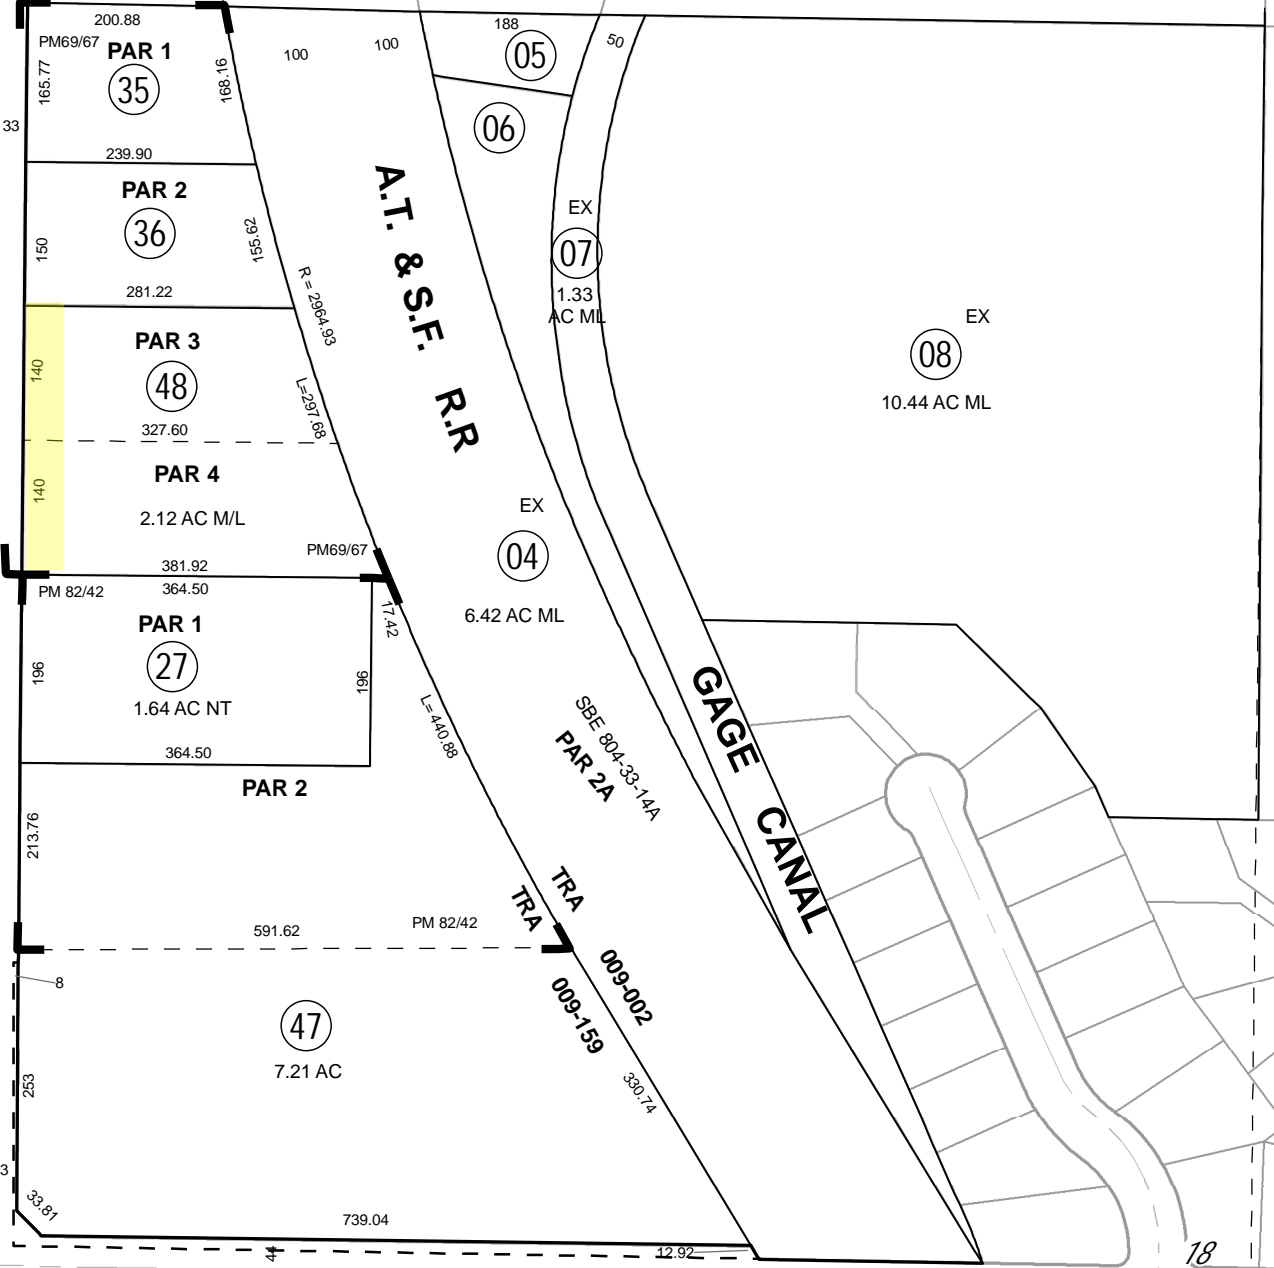 200.88
PM69/67
PAR 1
35
165.77
168.16
33
239.90
100
100
188
05
50
06
PAR 2
36
150
155.62
281.22
R = 2964.93
A.T. & S.F. R.R
EX
07
1.33
AC ML
EX
08
10.44 AC ML
PAR 3
48
140
327.60
L=297.68
PAR 4
140
2.12 AC M/L
PM69/67
381.92
EX
04
6.42 AC ML
PM 82/42
364.50
PAR 1
27
196
1.64 AC NT
196
17.42
364.50
L= 440.88
PAR 2
213.76
SBE 804-33-14A
PAR 2A
GAGE CANAL
TRA
TRA
591.62
PM 82/42
009-002
009-159
8
47
7.21 AC
253
330.74
3
33.81
739.04
44
12.92
18